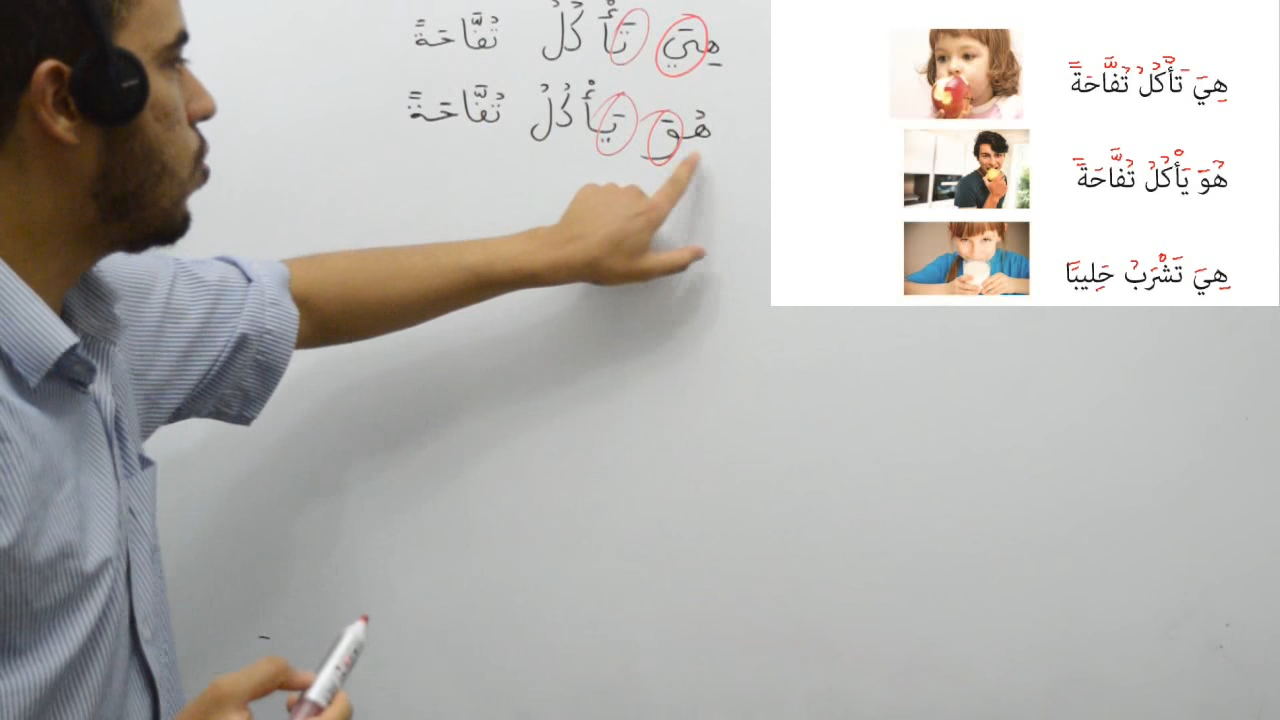 هِيَ تَأْكُلُ تُفَّاحَةً
هُوَ يَأْكُلُ تُفَّاحَةً
هِيَ تَأْكُلُ تُفَّاحَةً
هُوَ يَأْكُلُ تُفَّاحَةً
هِيَ تَشْرَبُ حَلِيبًا